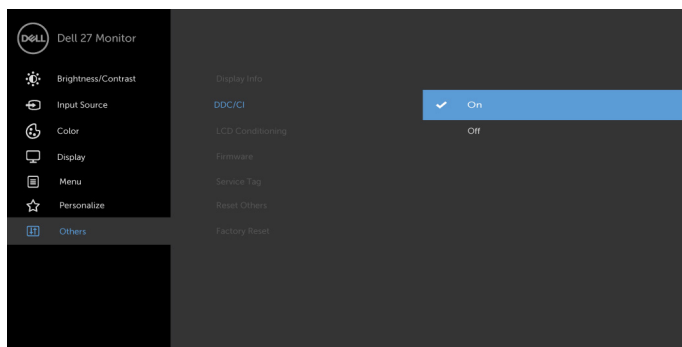 DELL
Dell 27 Monitor
Brightness/Contrast
Input Source
Color
Display
Menu
Personalize
Others
Display Info
DDC/CI
LCD Conditioning
Firmware
Service Tag
Reset Others
Factory Reset
On
Off